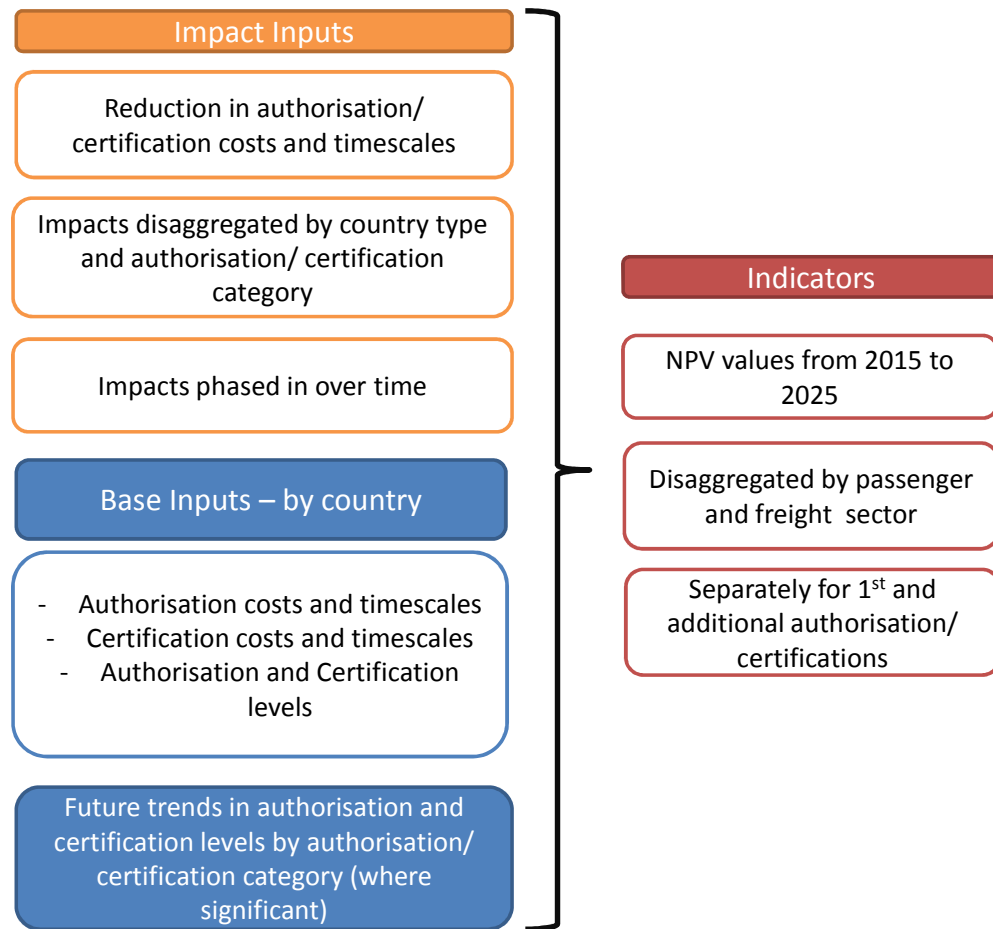 Impact Inputs
Reduction in authorisation/
certification costs and timescales
Impacts disaggregated by country type
and authorisation/ certification
category
Impacts phased in over time
Base Inputs – by country
- Authorisation costs and timescales
- Certification costs and timescales
- Authorisation and Certification
levels
Future trends in authorisation and
certification levels by authorisation/
certification category (where
significant)
Indicators
NPV values from 2015 to
2025
Disaggregated by passenger
and freight sector
Separately for 1st and
additional authorisation/
certifications